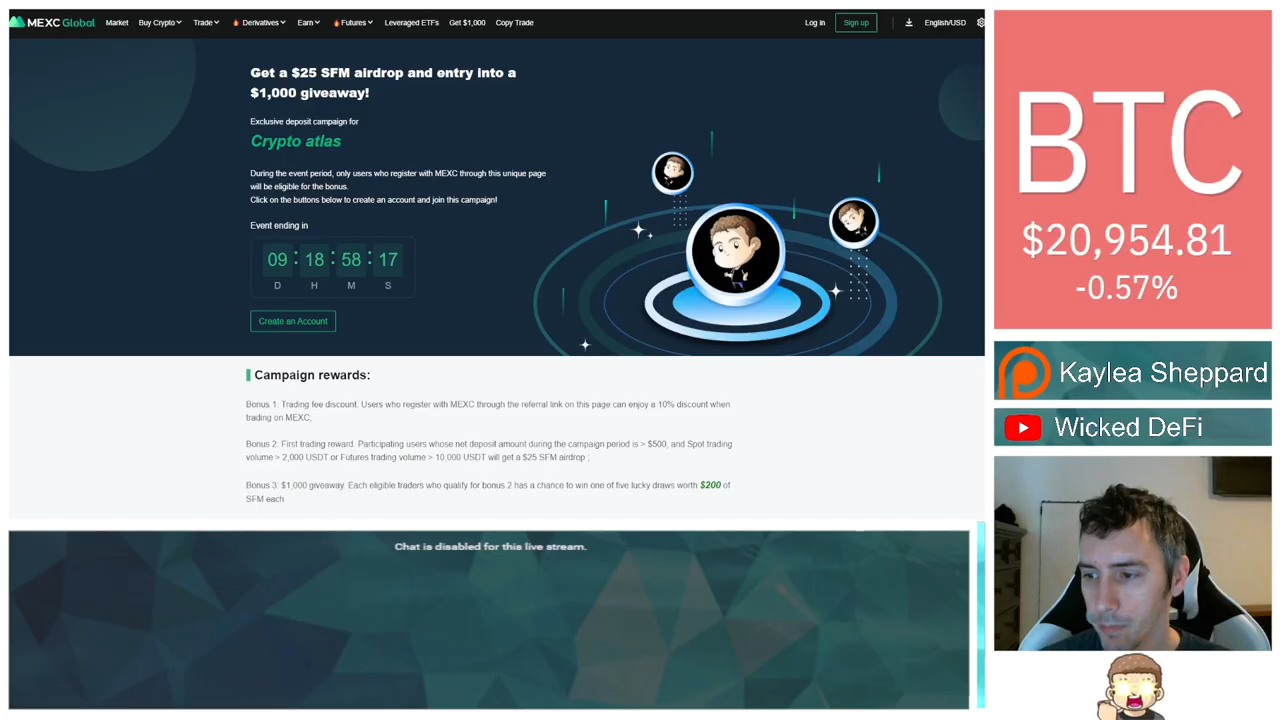 MEXC Global
Market
Buy Crypto
Trade
Derivatives
Earn
Futures
Leveraged ETFs
Get $1,000
Copy Trade
Log in
Sign up
English/USD
Get a $25 SFM airdrop and entry into a
$1,000 giveaway!
Exclusive deposit campaign for
Crypto atlas
During the event period, only users who register with MEXC through this unique page
will be eligible for the bonus.
Click on the buttons below to create an account and join this campaign!
Event ending in
09 : 18 : 58 : 17
D H M S
Create an Account
Campaign rewards:
Bonus 1: Trading fee discount. Users who register with MEXC through the referral link on this page can enjoy a 10% discount when
trading on MEXC;
Bonus 2: First trading reward. Participating users whose net deposit amount during the campaign period is > $500, and Spot trading
volume > 2,000 USDT or Futures trading volume > 10,000 USDT will get a $25 SFM airdrop ;
Bonus 3: $1,000 giveaway. Each eligible traders who qualify for bonus 2 has a chance to win one of five lucky draws worth $200 of
SFM each
Chat is disabled for this live stream.
BTC
$20,954.81
-0.57%
Kaylea Sheppard
Wicked DeFi